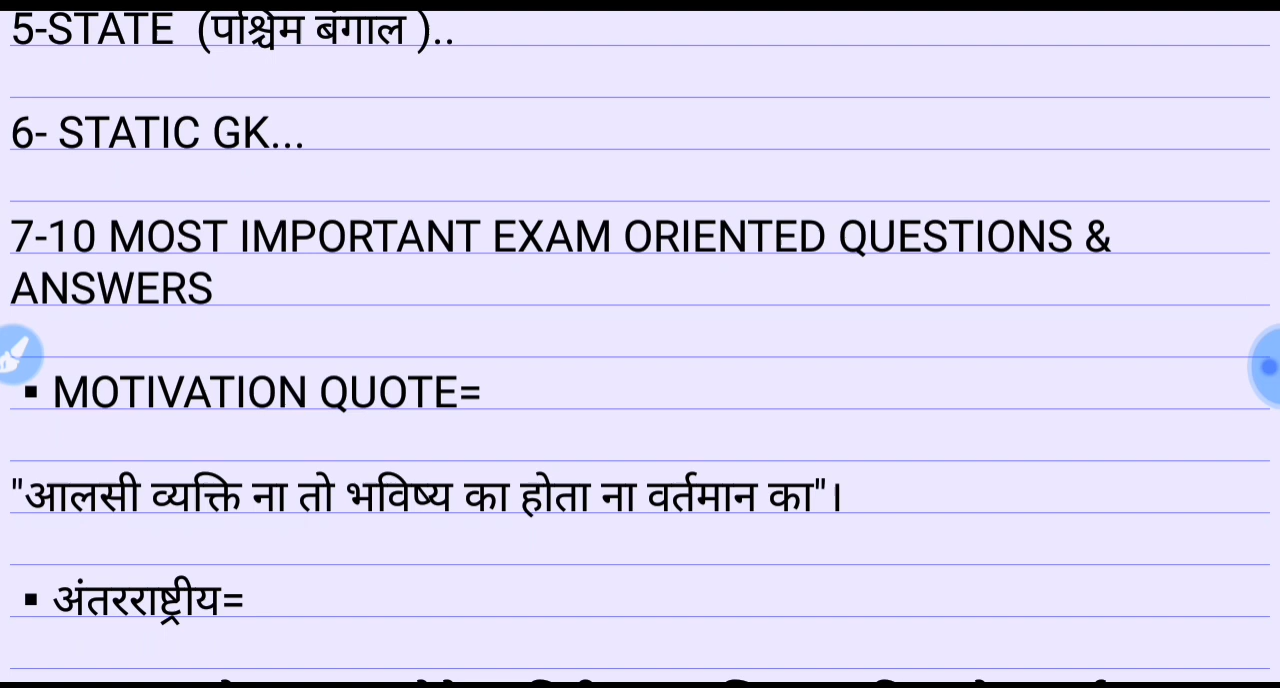 5-STATE (पश्चिम बंगाल )..
6- STATIC GK...
7-10 MOST IMPORTANT EXAM ORIENTED QUESTIONS &
ANSWERS
▪ MOTIVATION QUOTE=
"आलसी व्यक्ति ना तो भविष्य का होता ना वर्तमान का"।
▪ अंतरराष्ट्रीय=